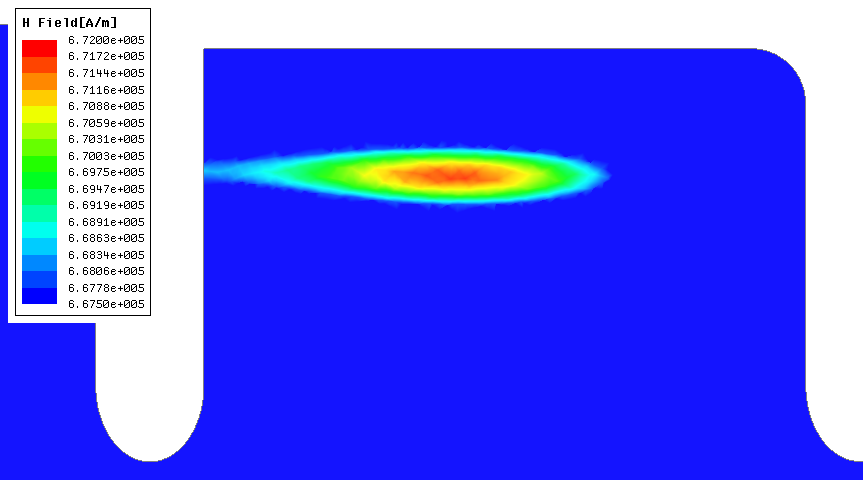 H Field[A/m]
6.7200e+005
6.7172e+005
6.7144e+005
6.7116e+005
6.7088e+005
6.7059e+005
6.7031e+005
6.7003e+005
6.6975e+005
6.6947e+005
6.6919e+005
6.6891e+005
6.6863e+005
6.6834e+005
6.6806e+005
6.6778e+005
6.6750e+005